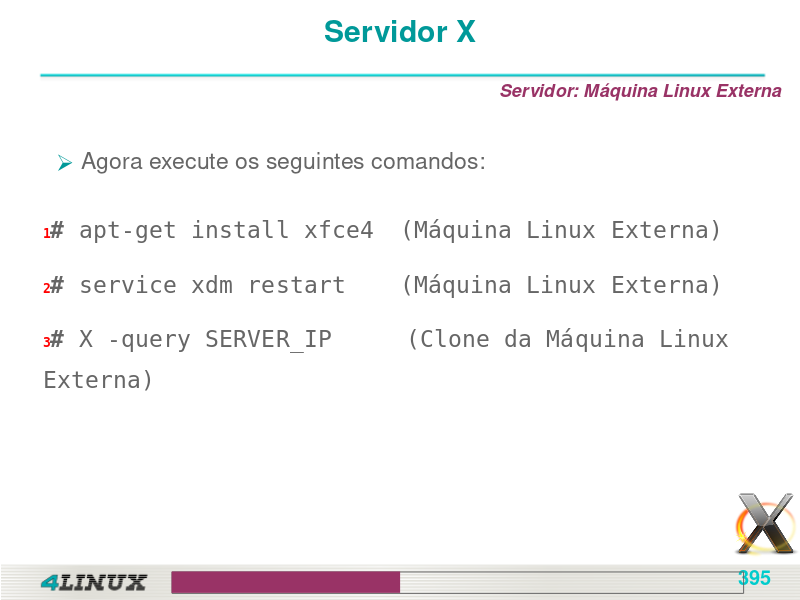 Servidor X
Servidor: Máquina Linux Externa
Agora execute os seguintes comandos:
1# apt-get install xfce4 (Máquina Linux Externa)
2# service xdm restart (Máquina Linux Externa)
3# X -query SERVER_IP (Clone da Máquina Linux
Externa)
4LINUX
395